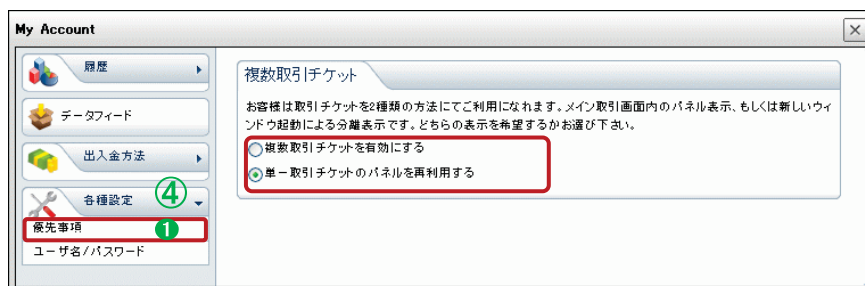 My Account
履歴
データフィード
出入金方法
各種設定 ④
優先事項 ❶
ユーザ名/パスワード
複数取引チケット
お客様は取引チケットを2種類の方法にてご利用になれます。メイン取引画面内のパネル表示、もしくは新しいウィ
ンドウ起動による分離表示です。どちらの表示を希望するかお選び下さい。
複数取引チケットを有効にする
単一取引チケットのパネルを再利用する